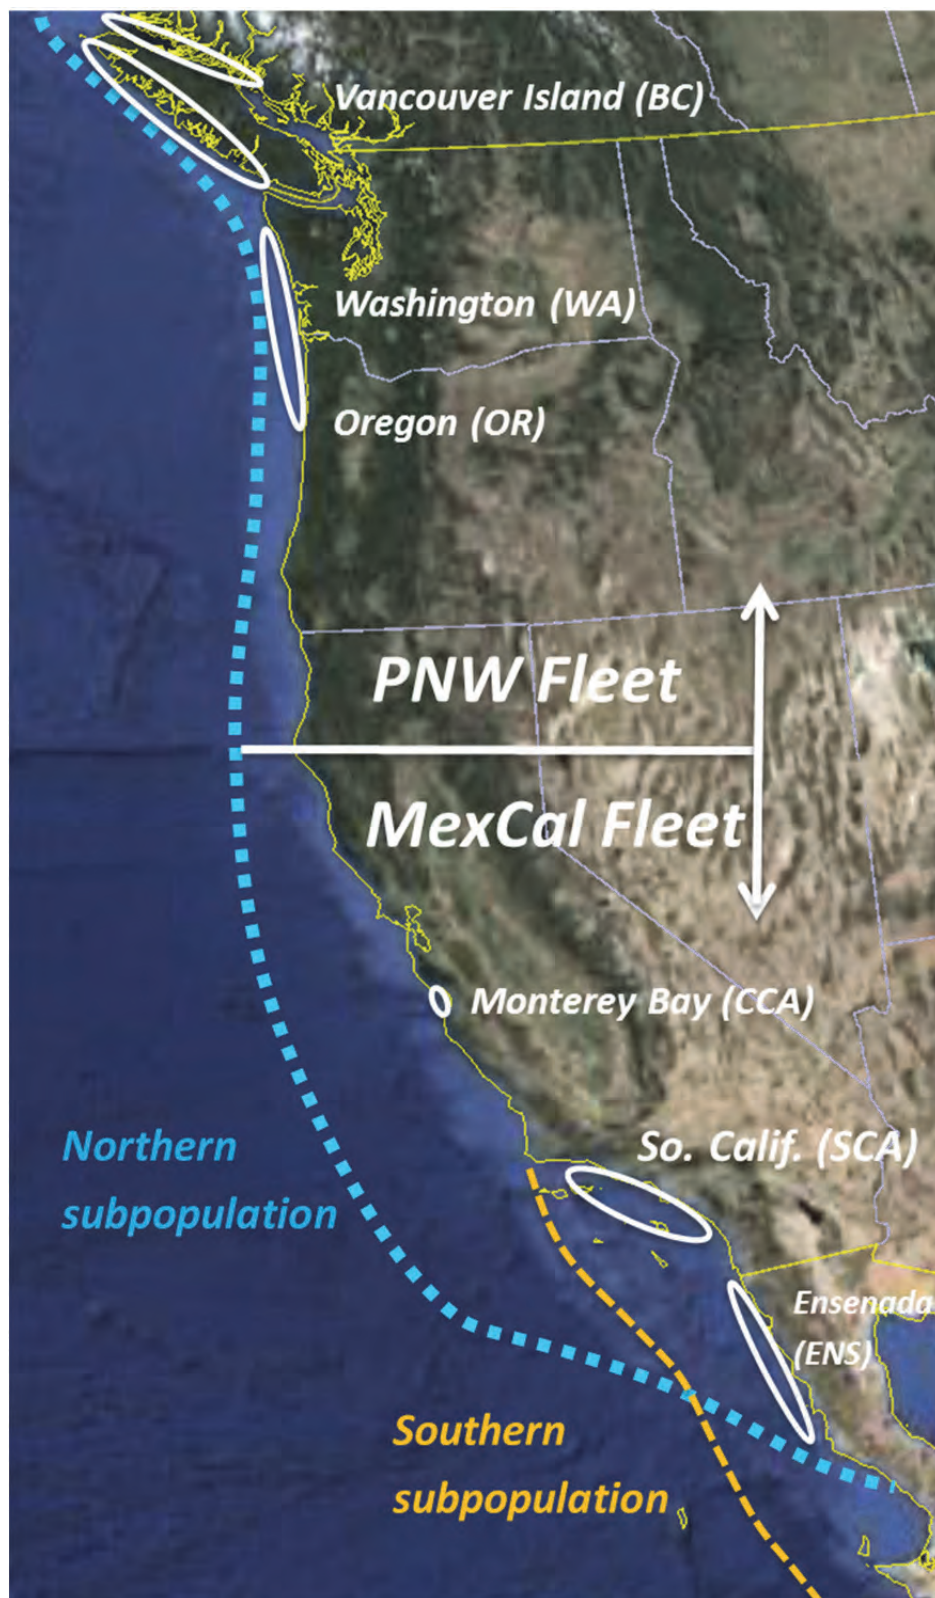 Vancouver Island (BC)
Washington (WA)
Oregon (OR)
PNW Fleet
MexCal Fleet
Monterey Bay (CCA)
Northern
subpopulation
So. Calif. (SCA)
Ensenada
(ENS)
Southern
subpopulation